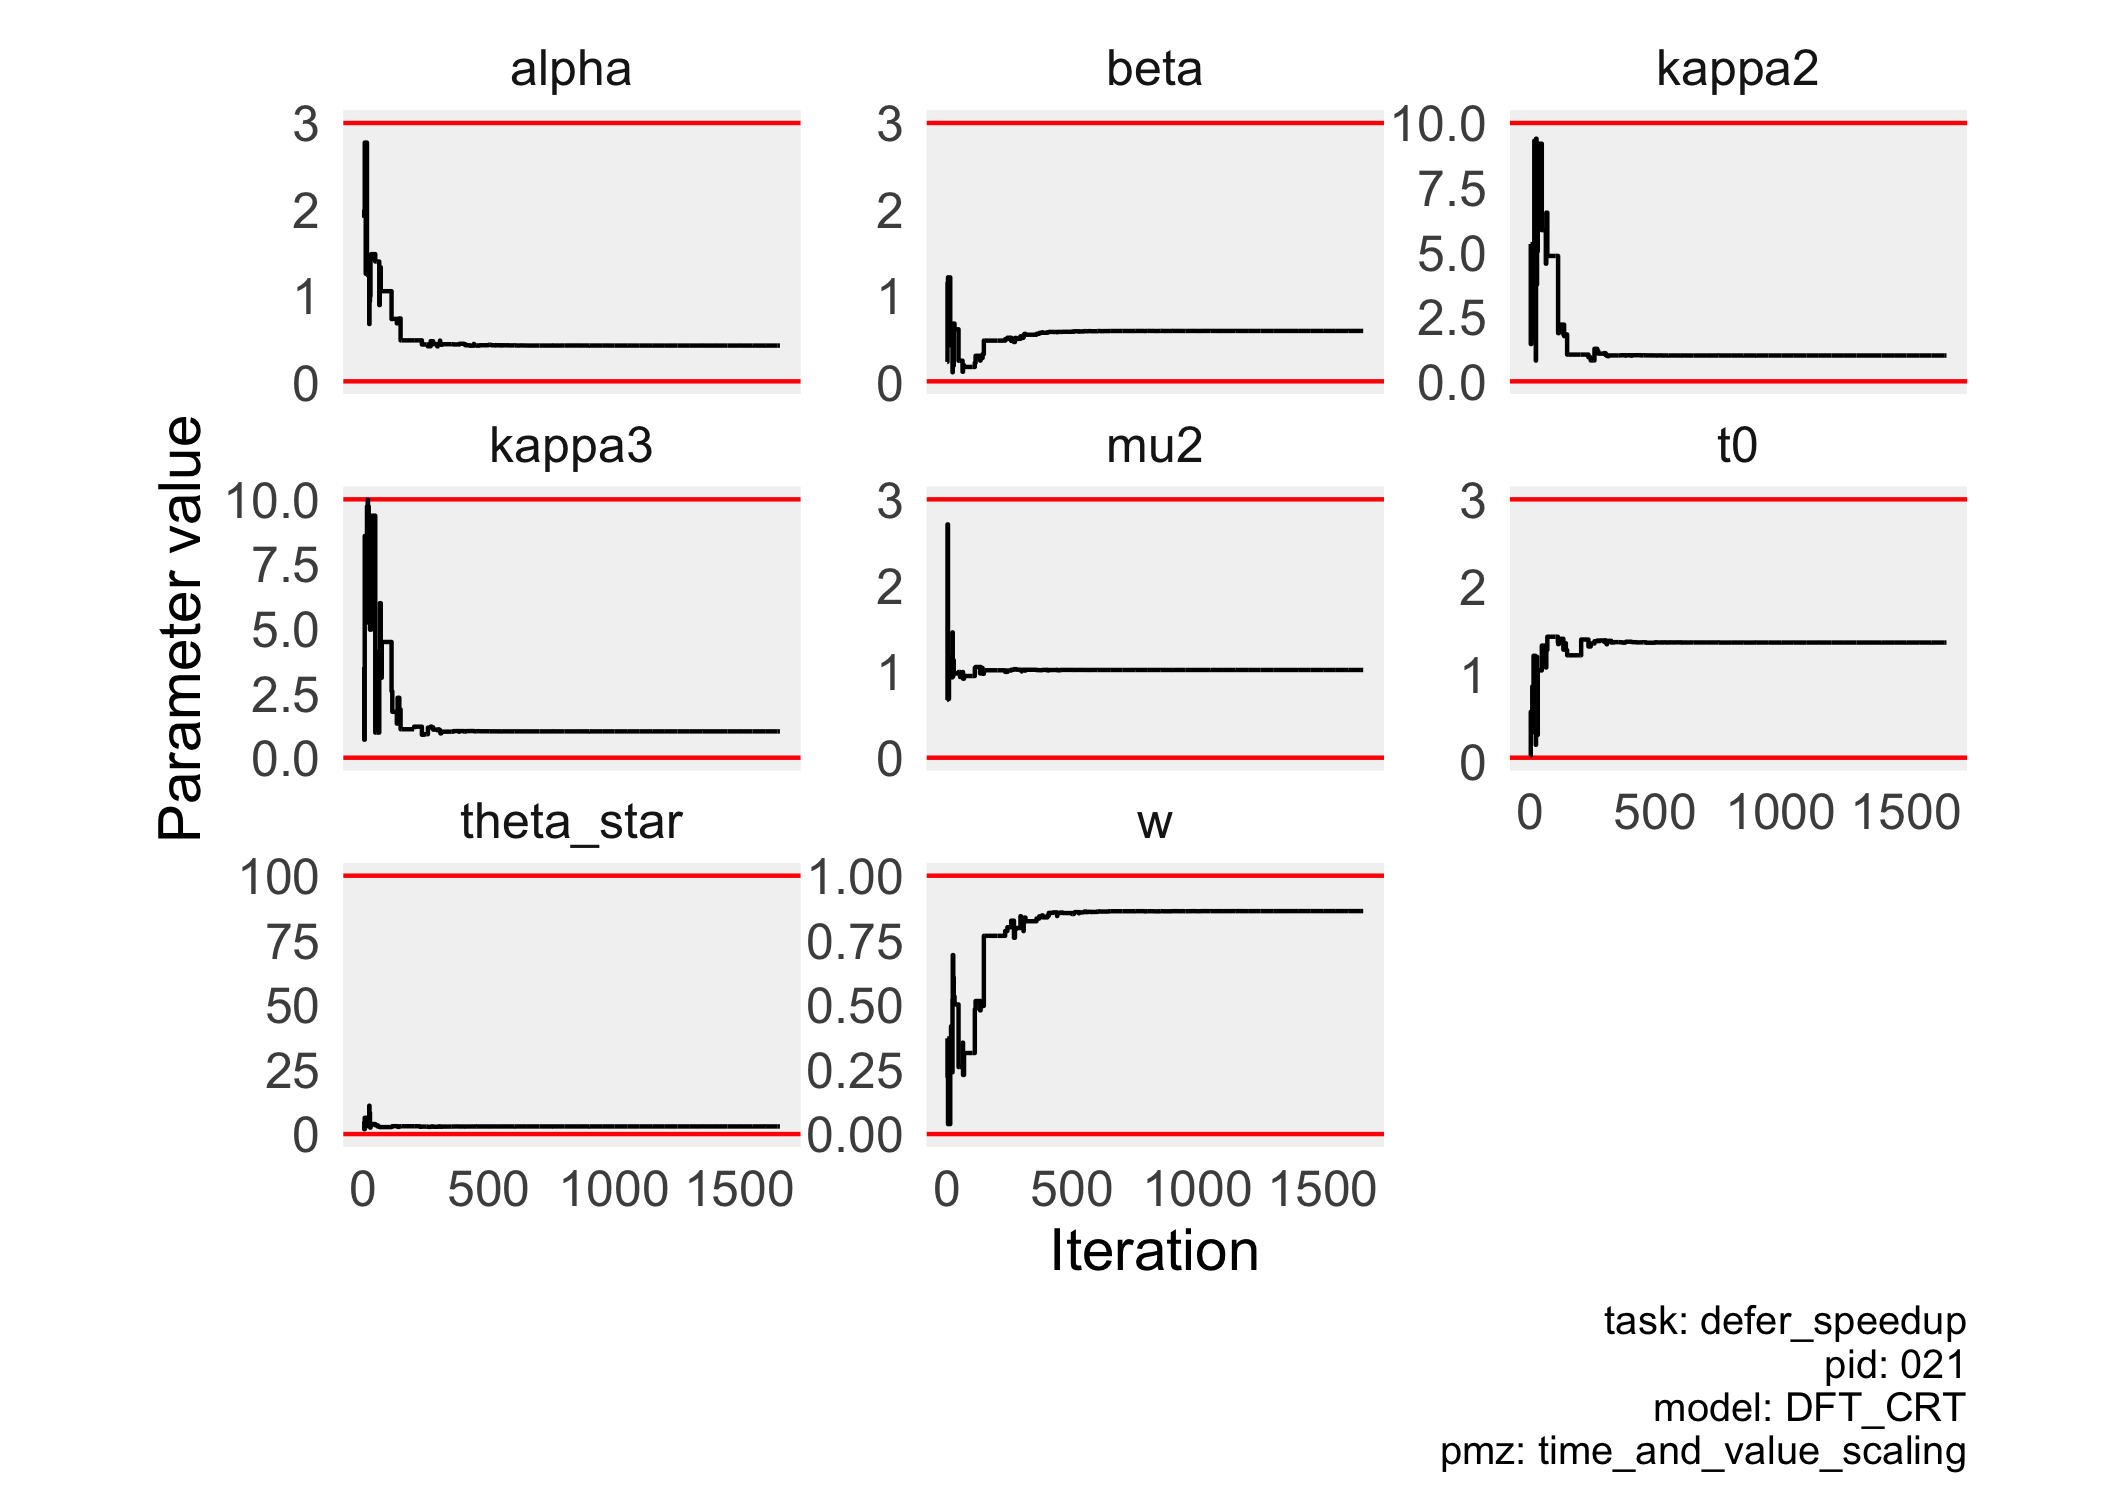 alpha
beta
kappa2
3
2
1
0
3
2
1
0
10.0
7.5
5.0
2.5
0.0
kappa3
mu2
t0
10.0
7.5
5.0
2.5
0.0
3
2
1
0
3
2
1
0
0 500 1000 1500
theta_star
w
100
75
50
25
0
1.00
0.75
0.50
0.25
0.00
0 500 1000 1500
0 500 1000 1500
Parameter value
Iteration
task: defer_speedup
pid: 021
model: DFT_CRT
pmz: time_and_value_scaling